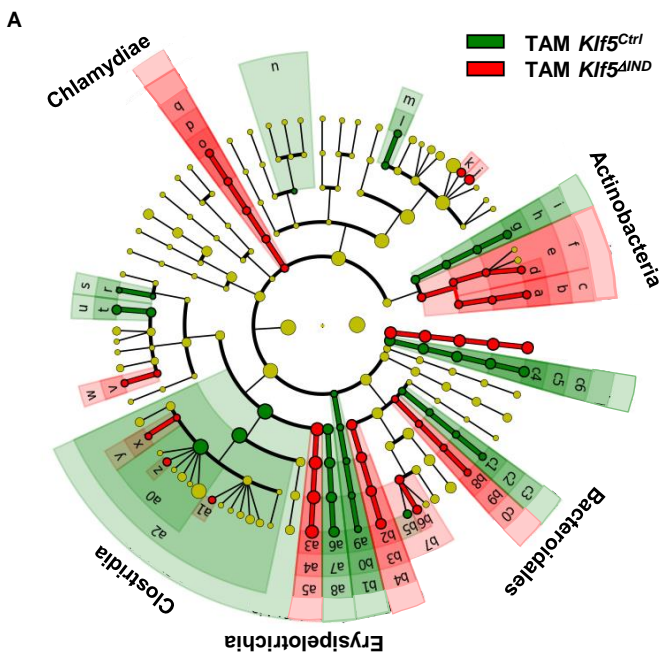 A
TAM Klf5Ctrl
TAM Klf5ΔIND
Chlamydiae
Actinobacteria
Bacteroidales
Erysipelotrichia
Clostridia
n
m
l
k
j
i
h
g
f
e
d
c
b
a
q
p
o
s
r
u
t
w
v
y
x
z
a0
a1
a2
a3
a4
a5
a6
a7
a8
a9
b0
b1
b2
b3
b4
b5
b6
b7
b8
b9
c0
c1
c2
c3
c4
c5
c6